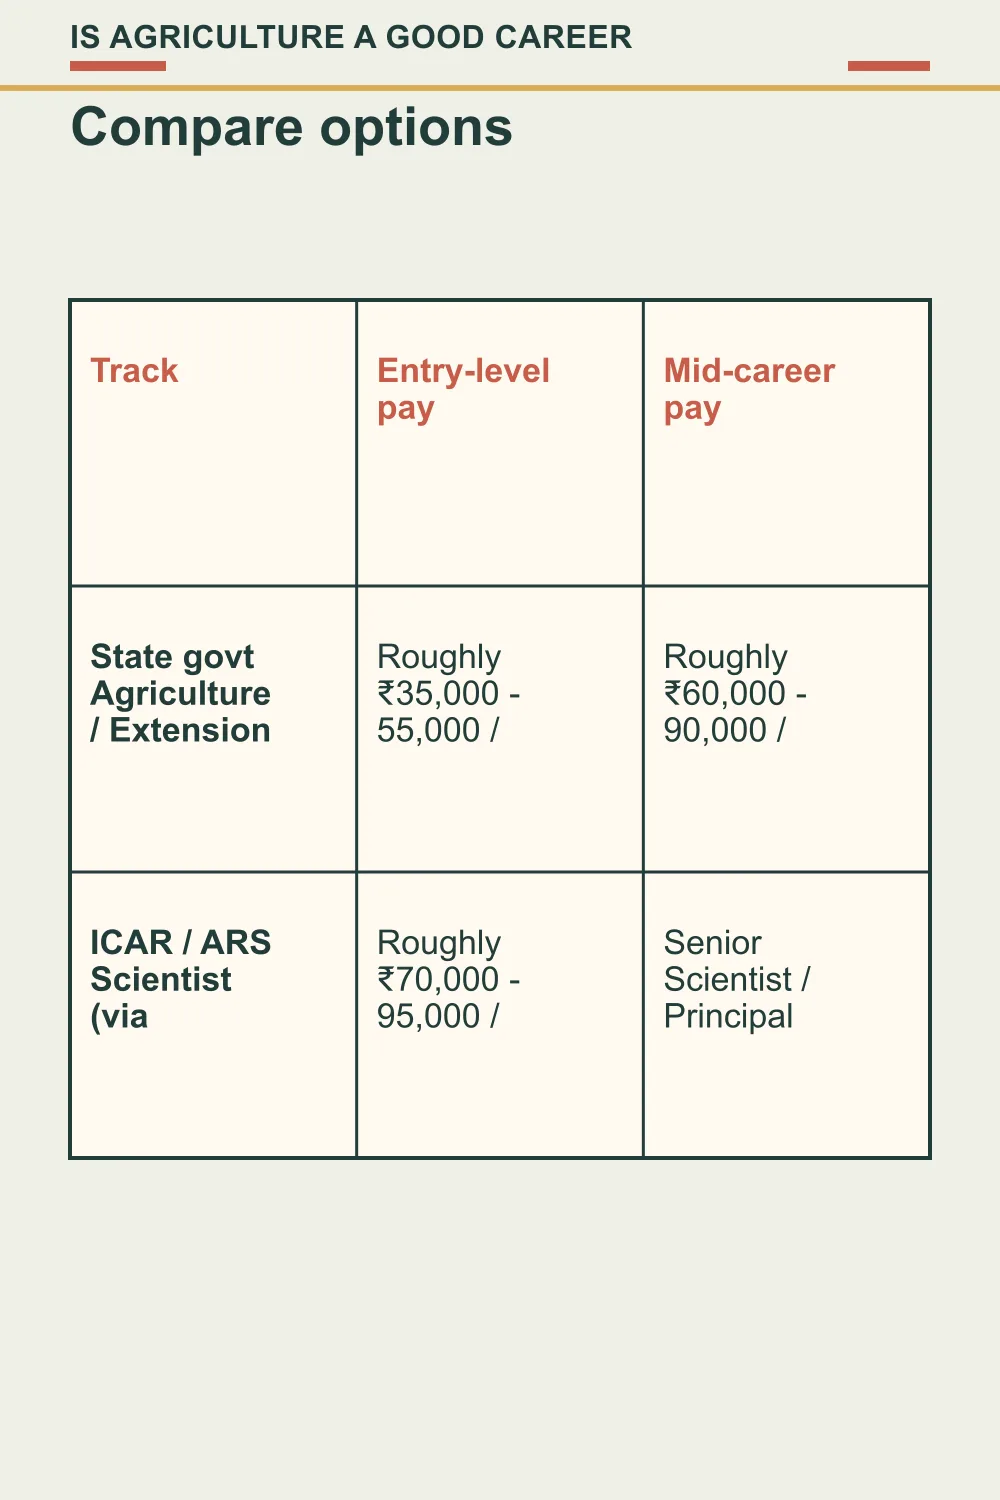 IS AGRICULTURE A GOOD CAREER
Compare options
Track
Entry-level
pay
Mid-career
pay
State govt
Agriculture
/ Extension
Roughly
₹35,000 -
55,000 /
Roughly
₹60,000 -
90,000 /
ICAR / ARS
Scientist
(via
Roughly
₹70,000 -
95,000 /
Senior
Scientist /
Principal